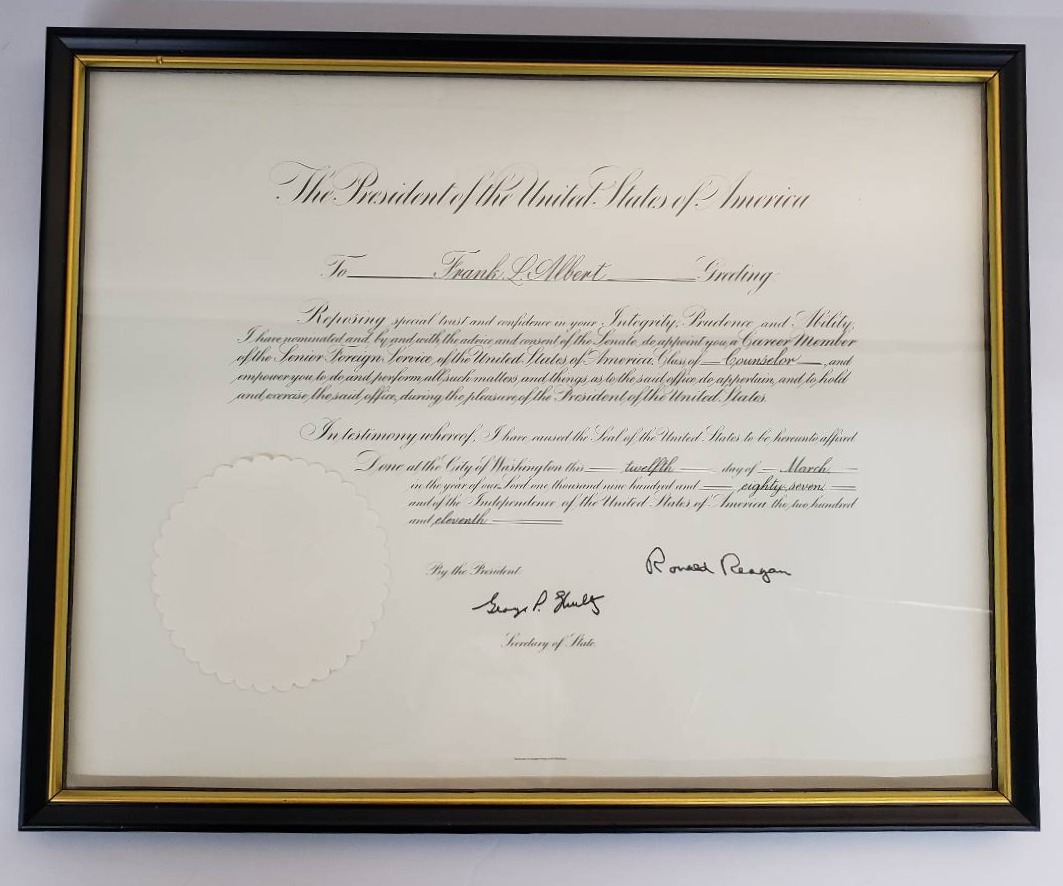 The President of the United States of America
To Frank L. Albert Greeting
Reposing special trust and confidence in your Integrity, Prudence and Ability,
I have nominated and, by and with the advice and consent of the Senate, do appoint you, a Career Member
of the Senior Foreign Service, of the United States of America, Class of Counselor, and
empower you to do and perform all such matters and things as to the said office do appertain, and to hold
and exercise the said office, during the pleasure of the President of the United States.
In testimony whereof, I have caused the Seal of the United States to be hereunto affixed
Done at the City of Washington this twelfth day of March
in the year of our Lord one thousand nine hundred and eighty-seven
and of the Independence of the United States of America the two hundred
and eleventh
By the President
Ronald Reagan
George P. Shultz
Secretary of State.